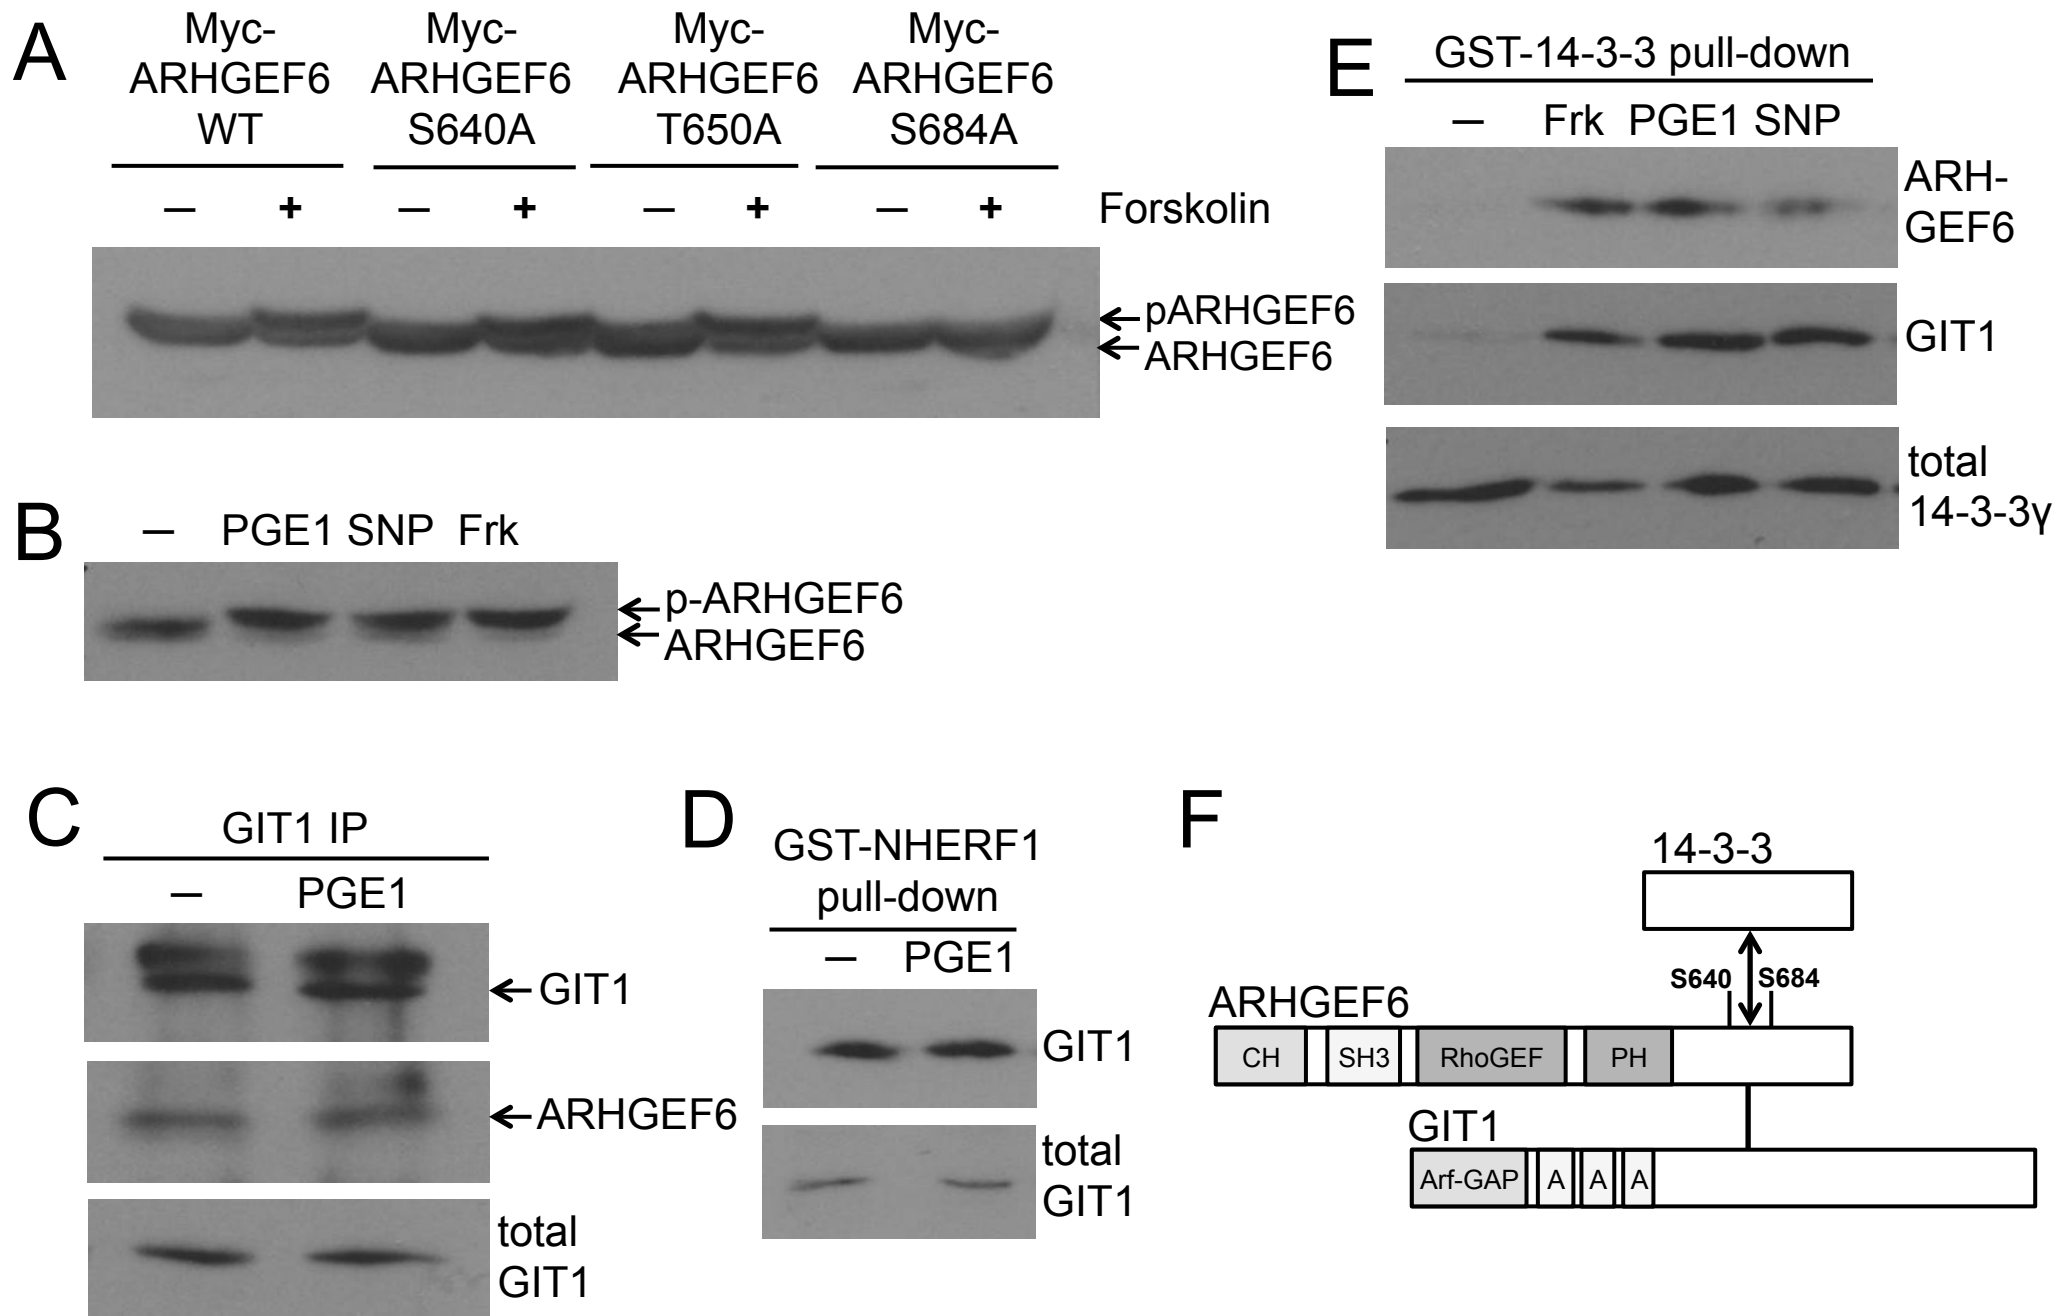 A
Myc-
ARHGEF6
WT
Myc-
ARHGEF6
S640A
Myc-
ARHGEF6
T650A
Myc-
ARHGEF6
S684A
– + – + – + – + Forskolin
pARHGEF6
ARHGEF6
B
– PGE1 SNP Frk
p-ARHGEF6
ARHGEF6
C
GIT1 IP
– PGE1
GIT1
ARHGEF6
total
GIT1
D
GST-NHERF1
pull-down
– PGE1
GIT1
total
GIT1
E
GST-14-3-3 pull-down
– Frk PGE1 SNP
ARH-
GEF6
GIT1
total
14-3-3γ
F
14-3-3
S640 S684
ARHGEF6
CH SH3 RhoGEF PH
GIT1
Arf-GAP A A A